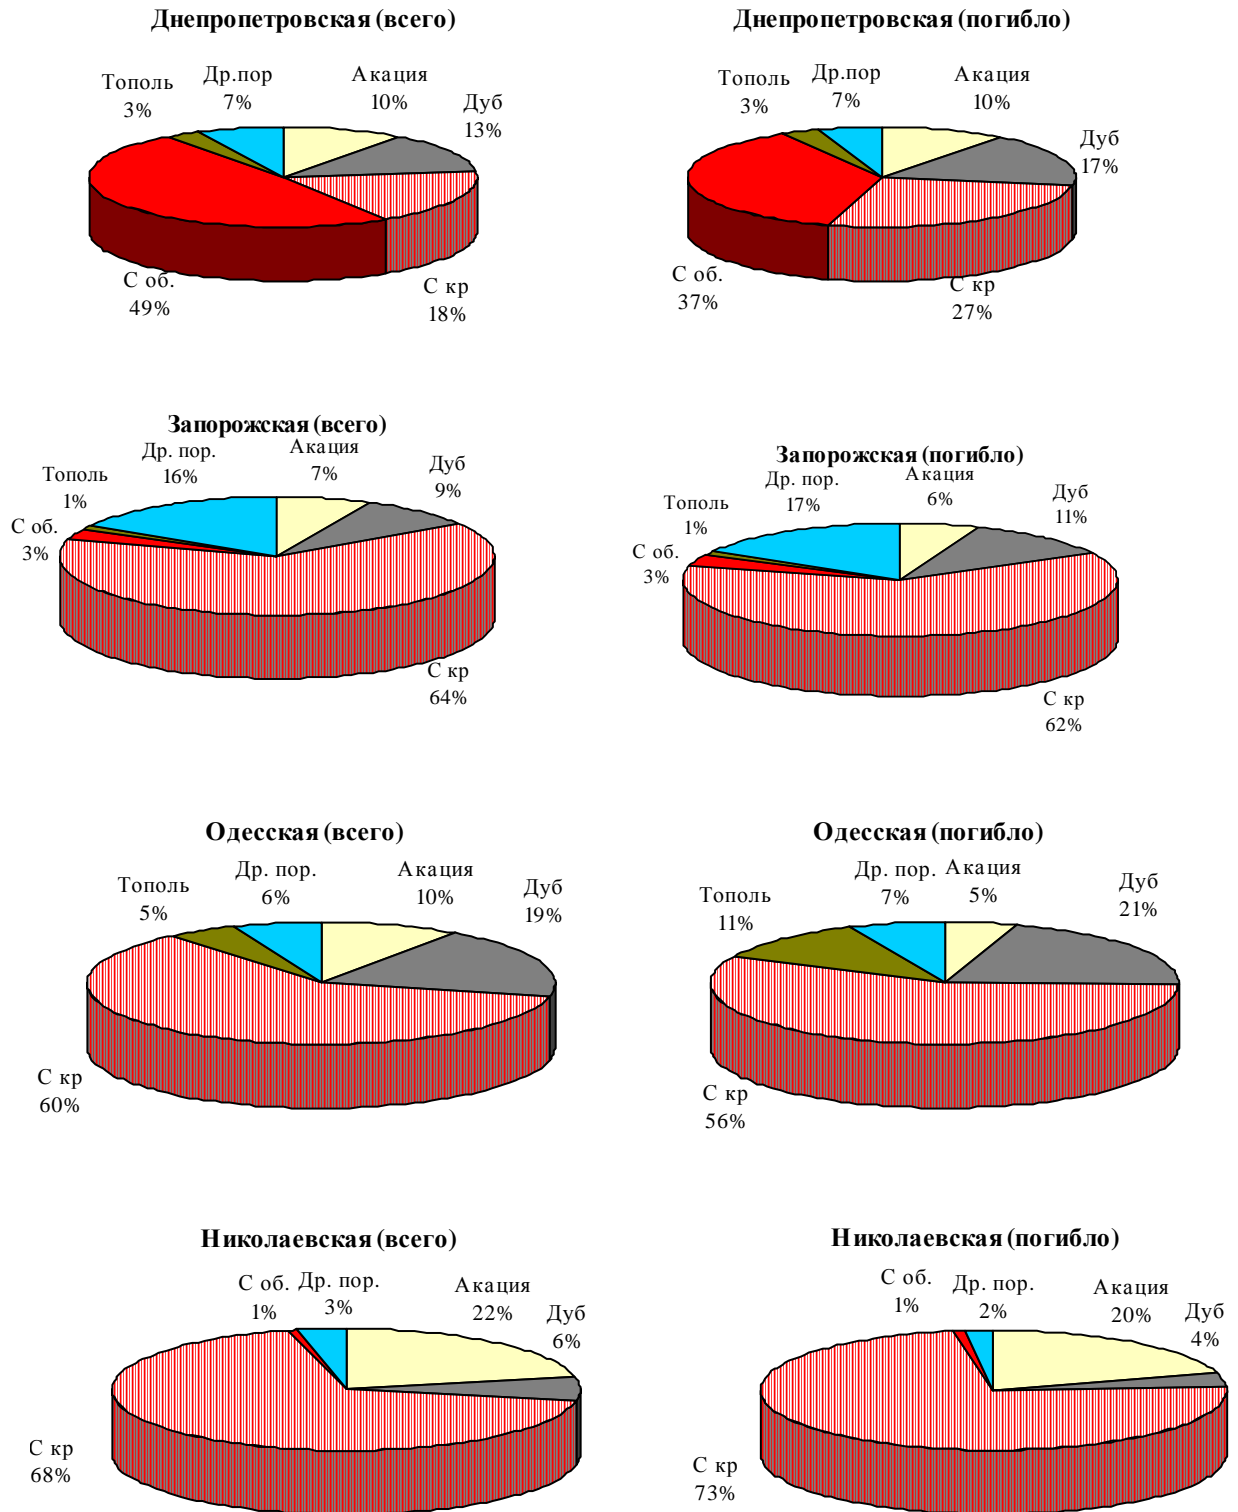 Днепропетровская (всего)
Тополь
3%
Др.пор
7%
Акация
10%
Дуб
13%
С об.
49%
С кр
18%
Днепропетровская (погибло)
Тополь
3%
Др.пор
7%
Акация
10%
Дуб
17%
С об.
37%
С кр
27%
Запорожская (всего)
Др. пор.
16%
Акация
7%
Дуб
9%
Тополь
1%
С об.
3%
С кр
64%
Запорожская (погибло)
Др. пор.
17%
Акация
6%
Дуб
11%
Тополь
1%
С об.
3%
С кр
62%
Одесская (всего)
Тополь
5%
Др. пор.
6%
Акация
10%
Дуб
19%
С кр
60%
Одесская (погибло)
Тополь
11%
Др. пор.
7%
Акация
5%
Дуб
21%
С кр
56%
Николаевская (всего)
С об.
1%
Др. пор.
3%
Акация
22%
Дуб
6%
С кр
68%
Николаевская (погибло)
С об.
1%
Др. пор.
2%
Акация
20%
Дуб
4%
С кр
73%